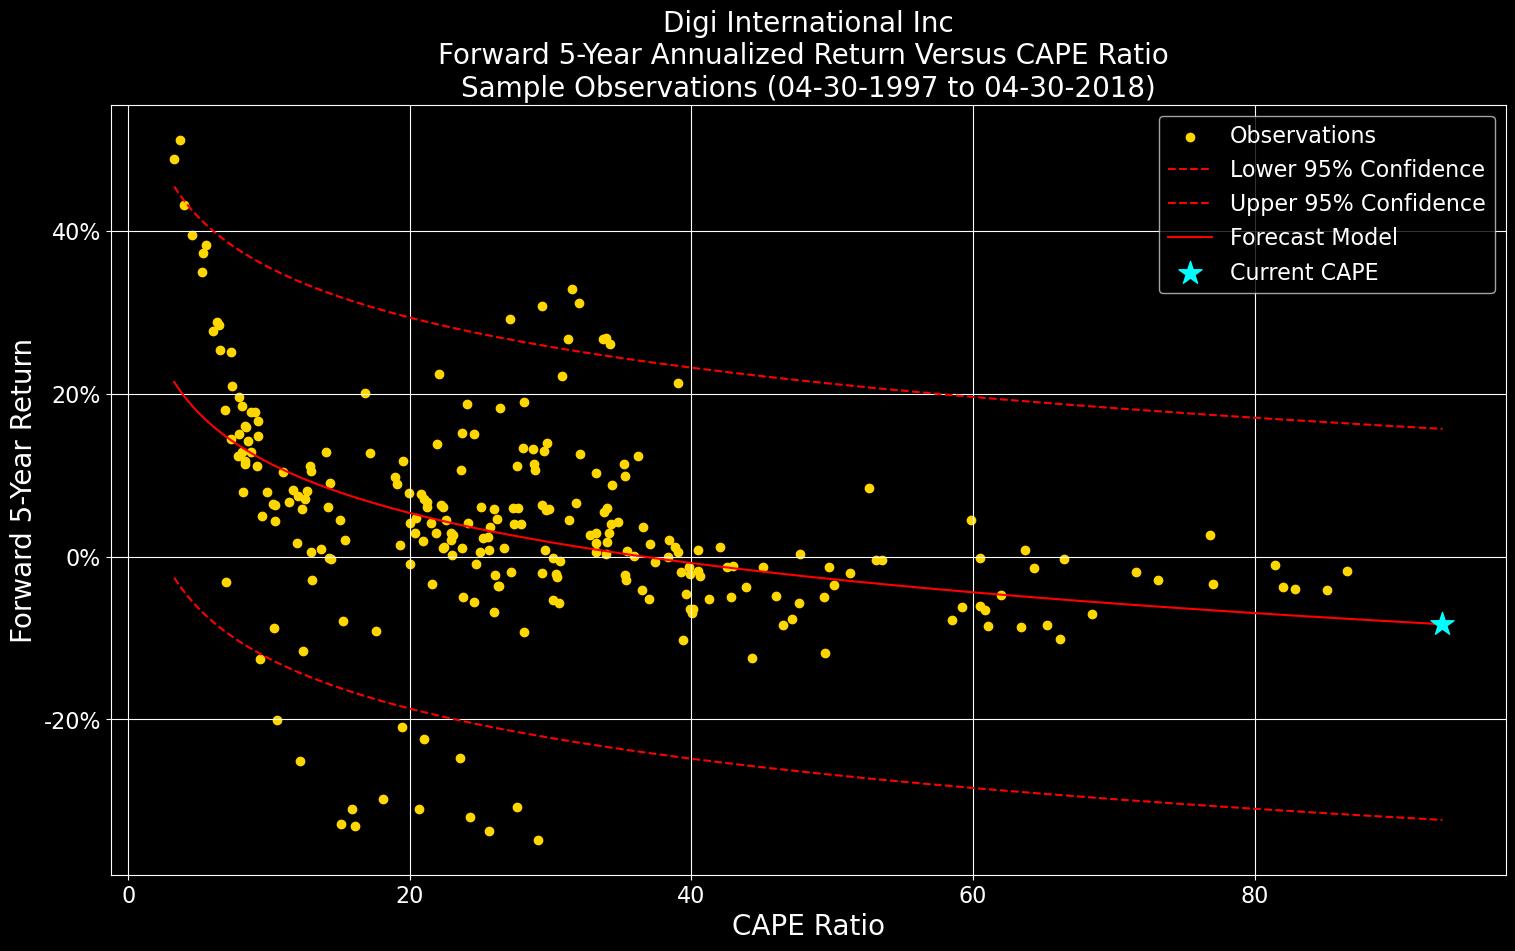 Digi International Inc
Forward 5-Year Annualized Return Versus CAPE Ratio
Sample Observations (04-30-1997 to 04-30-2018)
Observations
Lower 95% Confidence
Upper 95% Confidence
Forecast Model
Current CAPE
Forward 5-Year Return
40%
20%
0%
-20%
0 20 40 60 80
CAPE Ratio